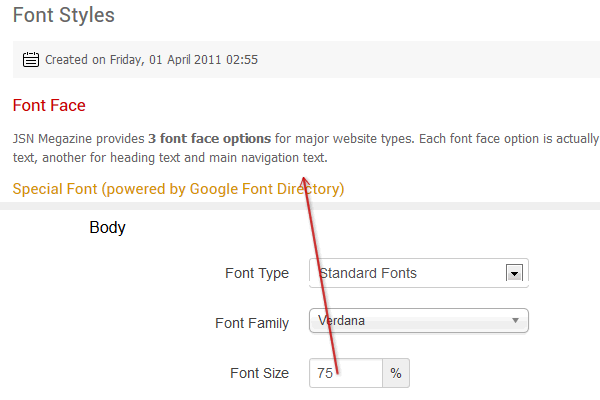 Font Styles
Created on Friday, 01 April 2011 02:55
Font Face
JSN Megazine provides 3 font face options for major website types. Each font face option is actually
text, another for heading text and main navigation text.
Special Font (powered by Google Font Directory)
Body
Font Type Standard Fonts
Font Family Verdana
Font Size 75 %